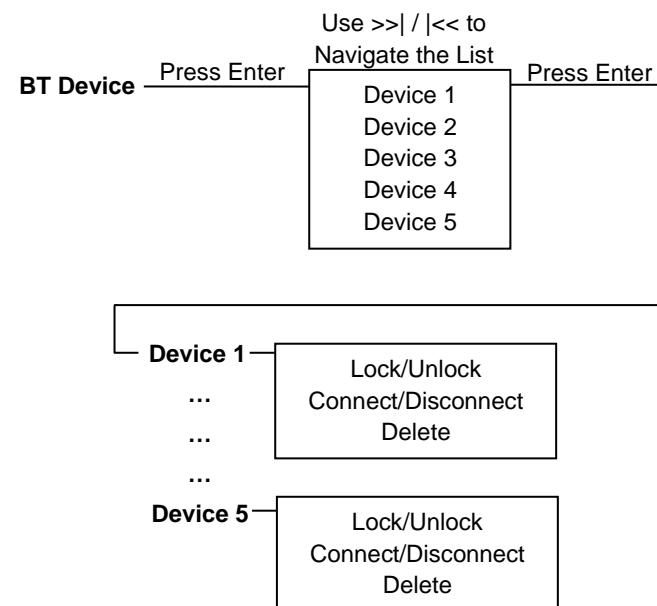 Use >>| / |<< to
Navigate the List
BT Device
Press Enter
Device 1
Device 2
Device 3
Device 4
Device 5
Press Enter
Device 1
Lock/Unlock
Connect/Disconnect
Delete
...
...
...
Device 5
Lock/Unlock
Connect/Disconnect
Delete